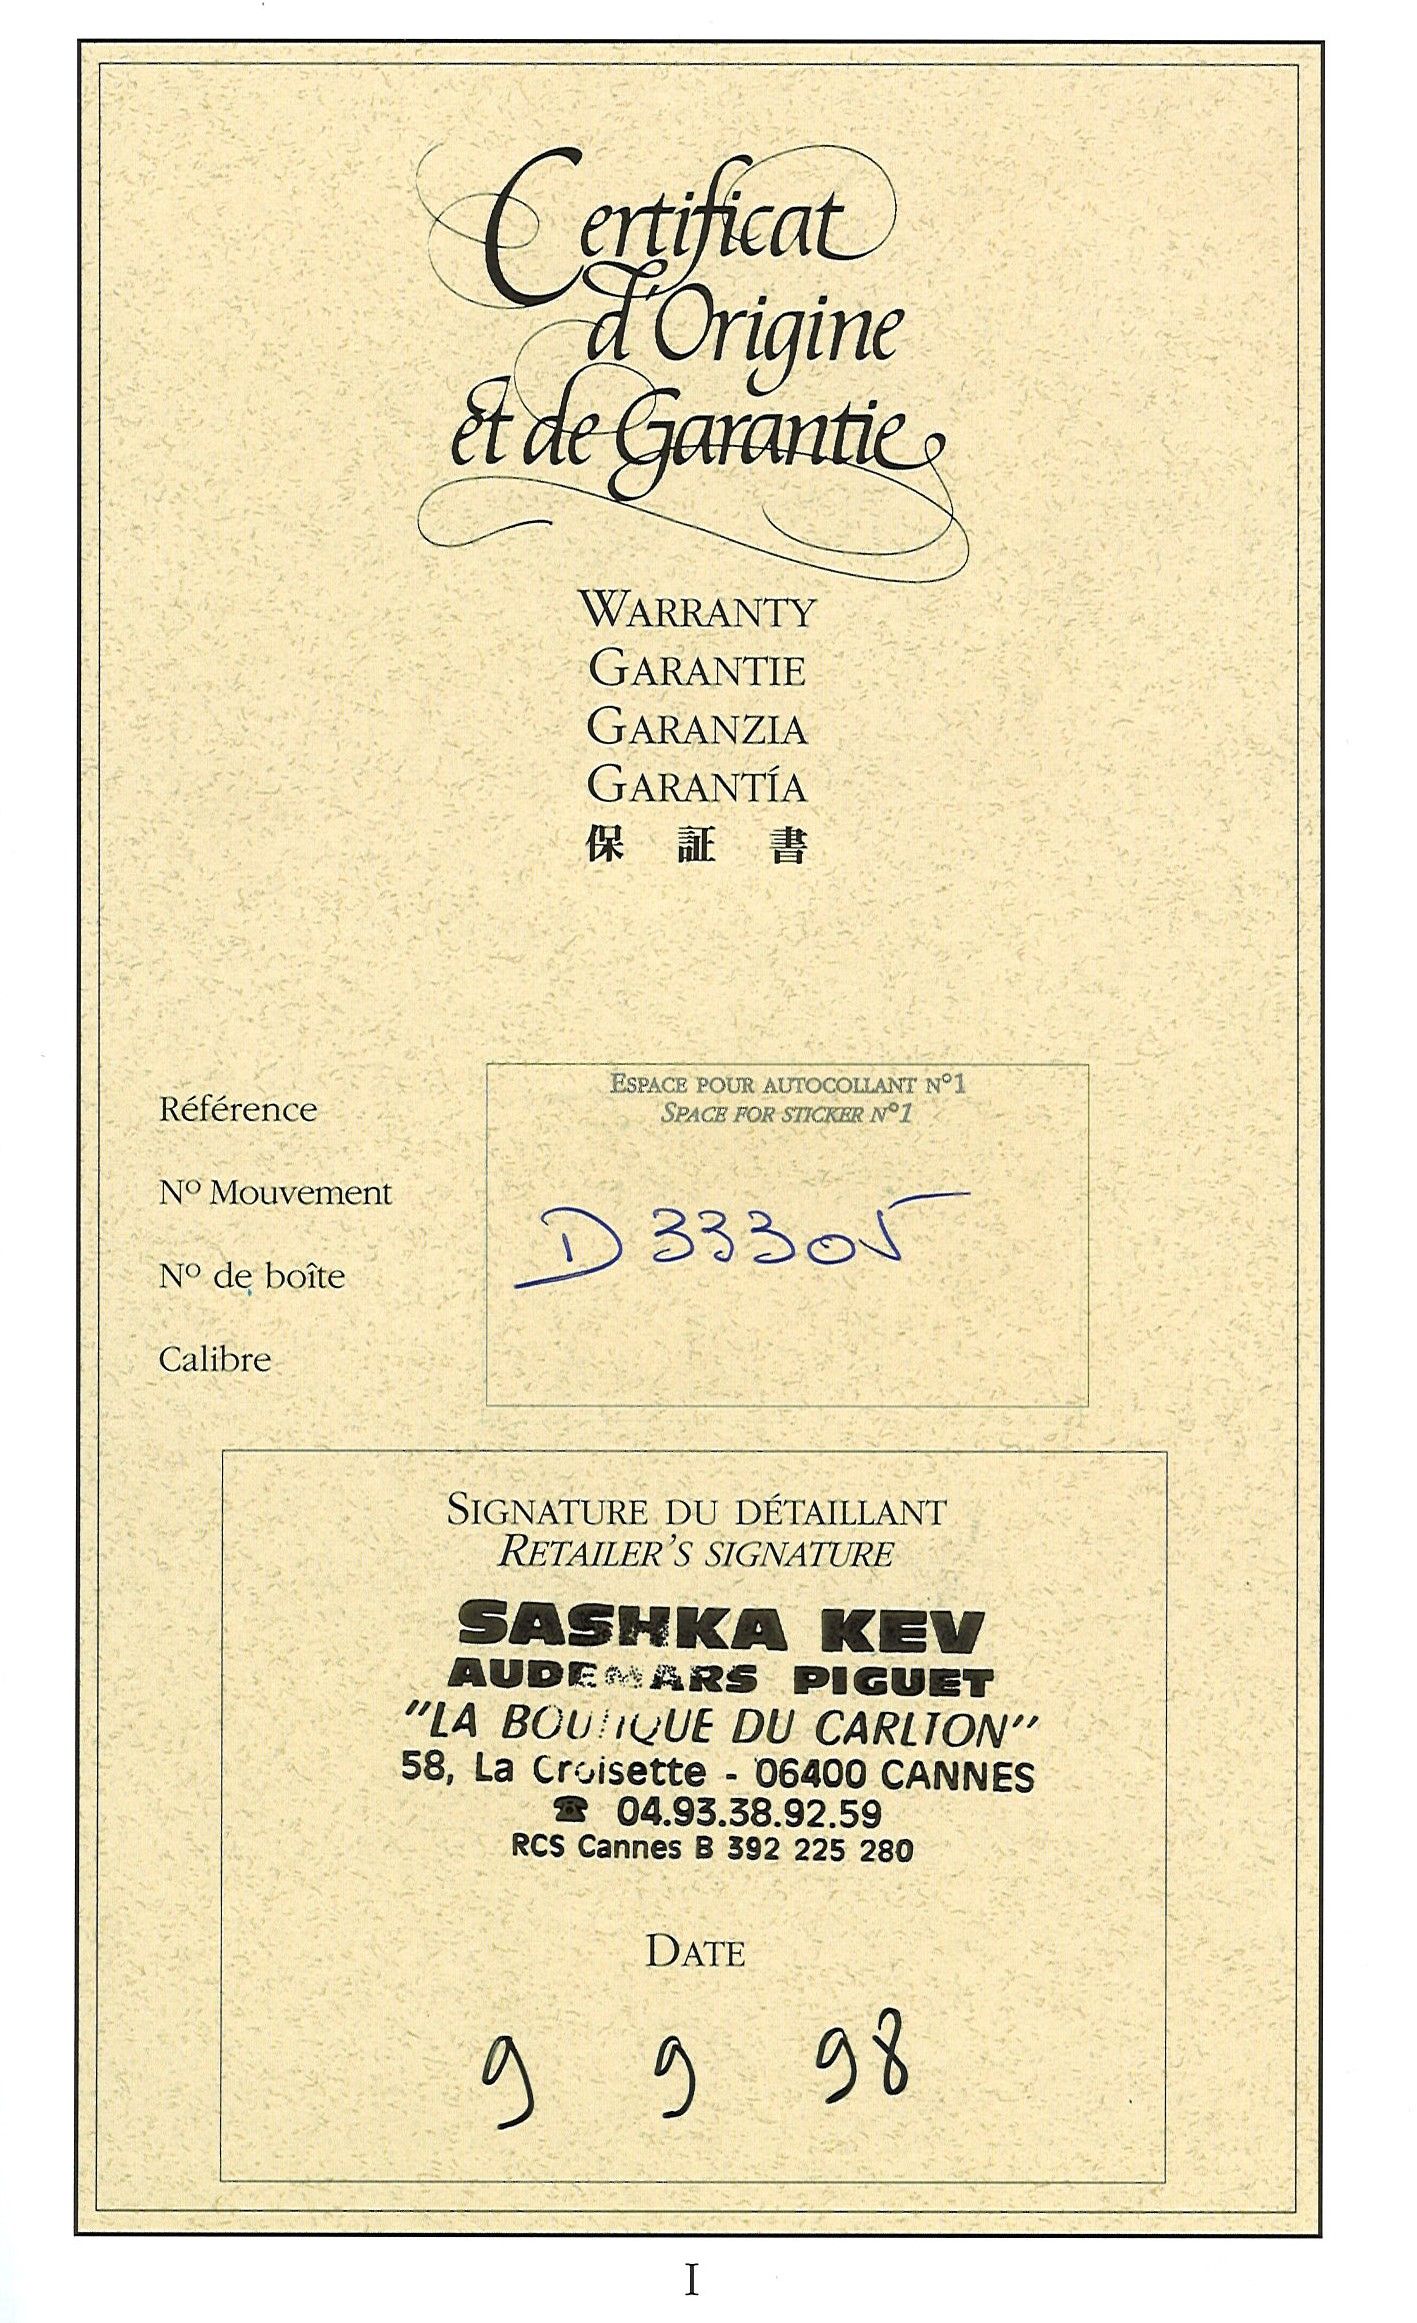 Certificat
d'Origine
et de Garantie
WARRANTY
GARANTIE
GARANZIA
GARANTÍA
保 証 書
Référence
Nº Mouvement
Nº de boîte
Calibre
ESPACE POUR AUTOCOLLANT N°1
SPACE FOR STICKER N°1
D33305
SIGNATURE DU DÉTAILLANT
RETAILER'S SIGNATURE
SASHKA KEV
AUDEMARS PIGUET
"LA BOUTIQUE DU CARLTON"
58, La Croisette - 06400 CANNES
☎ 04.93.38.92.59
RCS Cannes B 392 225 280
DATE
9 9 98
I